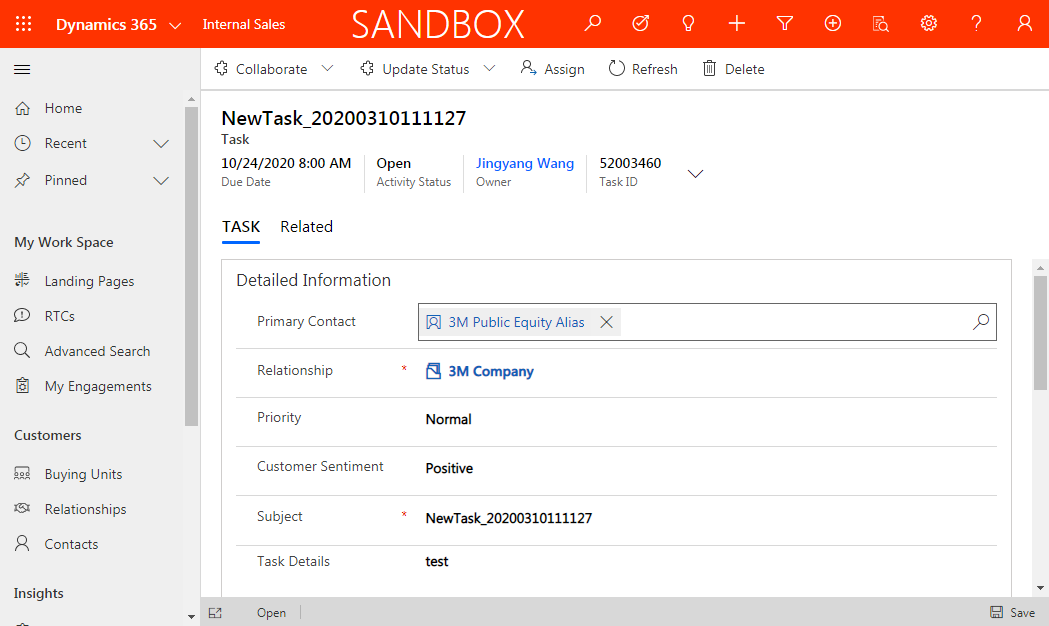 Dynamics 365 Internal Sales SANDBOX
Collaborate Update Status Assign Refresh Delete
Home
Recent
Pinned
My Work Space
Landing Pages
RTCs
Advanced Search
My Engagements
Customers
Buying Units
Relationships
Contacts
Insights
NewTask_20200310111127
Task
10/24/2020 8:00 AM Open Jingyang Wang 52003460
Due Date Activity Status Owner Task ID
TASK Related
Detailed Information
Primary Contact 3M Public Equity Alias
Relationship * 3M Company
Priority Normal
Customer Sentiment Positive
Subject * NewTask_20200310111127
Task Details test
Open Save